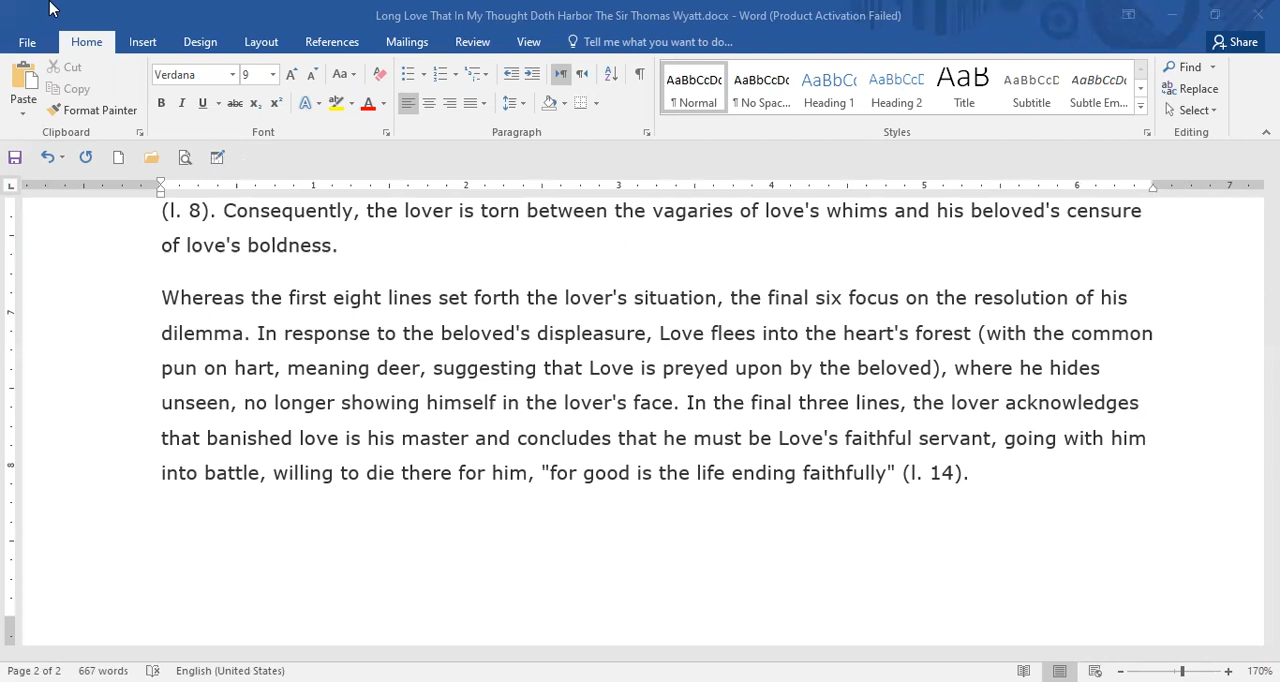 Long Love That In My Thought Doth Harbor The Sir Thomas Wyatt.docx - Word (Product Activation Failed)
File Home Insert Design Layout References Mailings Review View Tell me what you want to do... Share
Paste
Cut
Copy
Format Painter
Clipboard
Verdana 9
Font
Paragraph
AaBbCcDc AaBbCcDc AaBbCc AaBbCcD AaB AaBbCcD AaBbCcDc
¶ Normal ¶ No Spac... Heading 1 Heading 2 Title Subtitle Subtle Em...
Styles
Find
Replace
Select
Editing
1 2 3 4 5 6 7
(l. 8). Consequently, the lover is torn between the vagaries of love's whims and his beloved's censure
of love's boldness.
Whereas the first eight lines set forth the lover's situation, the final six focus on the resolution of his
dilemma. In response to the beloved's displeasure, Love flees into the heart's forest (with the common
pun on hart, meaning deer, suggesting that Love is preyed upon by the beloved), where he hides
unseen, no longer showing himself in the lover's face. In the final three lines, the lover acknowledges
that banished love is his master and concludes that he must be Love's faithful servant, going with him
into battle, willing to die there for him, "for good is the life ending faithfully" (l. 14).
7
8
Page 2 of 2 667 words English (United States) 170%